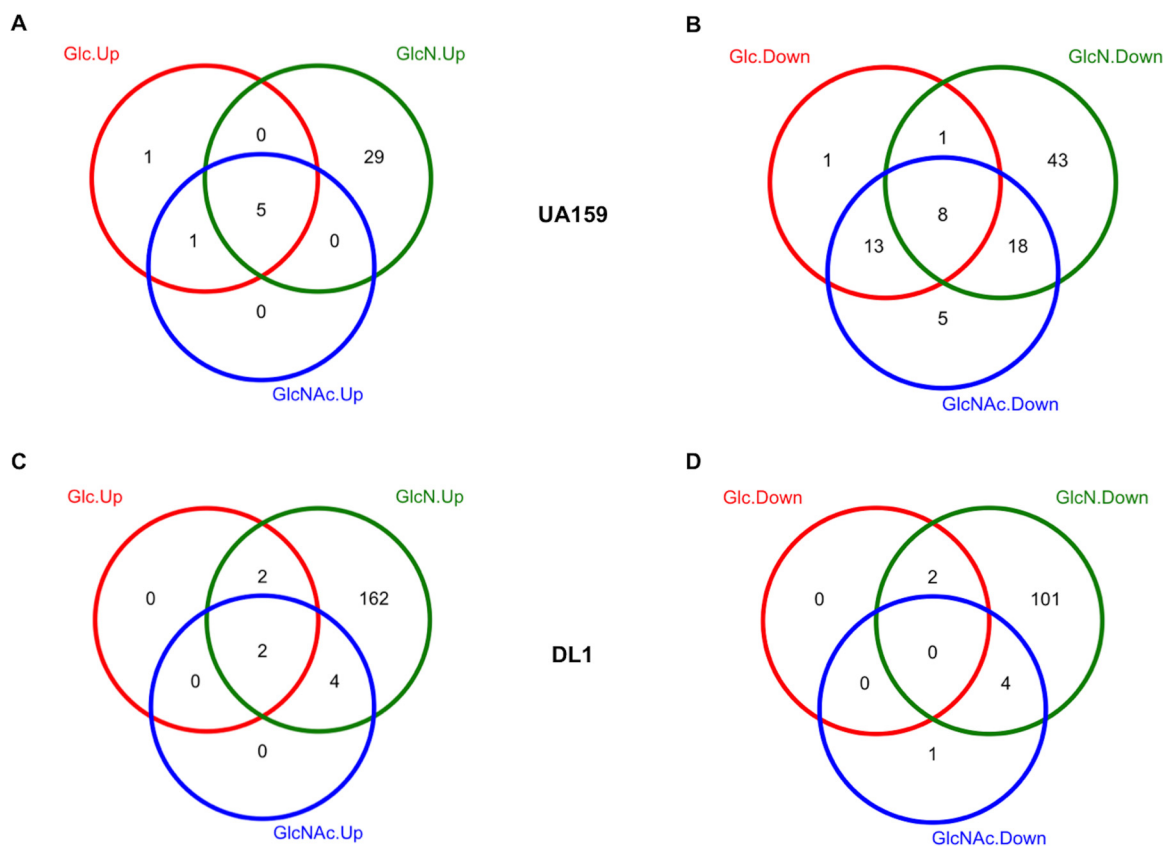 A
B
Glc.Up
GlcN.Up
Glc.Down
GlcN.Down
0
1
29
1
1
43
5
UA159
8
1
0
13
18
0
5
GlcNAc.Up
GlcNAc.Down
C
D
Glc.Up
GlcN.Up
Glc.Down
GlcN.Down
2
2
0
162
0
101
2
DL1
0
0
4
0
4
0
1
GlcNAc.Up
GlcNAc.Down